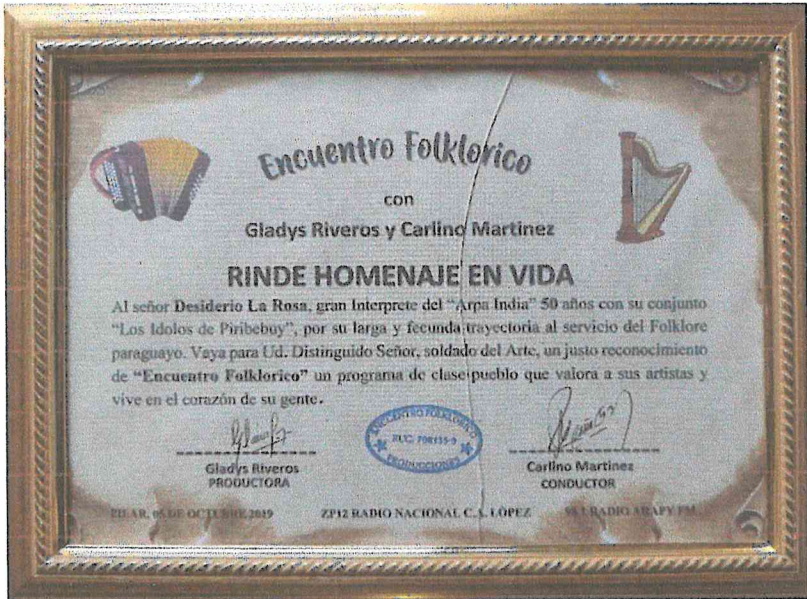 Encuentro Folklorico
con
Gladys Riveros y Carlino Martinez
RINDE HOMENAJE EN VIDA
Al señor Desiderio La Rosa, gran Interprete del "Arpa India" 50 años con su conjunto
"Los Idolos de Piribebuy", por su larga y fecunda trayectoria al servicio del Folklore
paraguayo. Vaya para Ud. Distinguido Señor, soldado del Arte, un justo reconocimiento
de "Encuentro Folklorico" un programa de clase pueblo que valora a sus artistas y
vive en el corazón de su gente.
ENCUENTRO FOLKLORICO
RUC:
PRODUCCIONES
Gladys Riveros
PRODUCTORA
Carlino Martinez
CONDUCTOR
PILAR, 05 DE OCTUBRE 2019 ZP12 RADIO NACIONAL C.A. LÓPEZ RADIO ARAPY FM